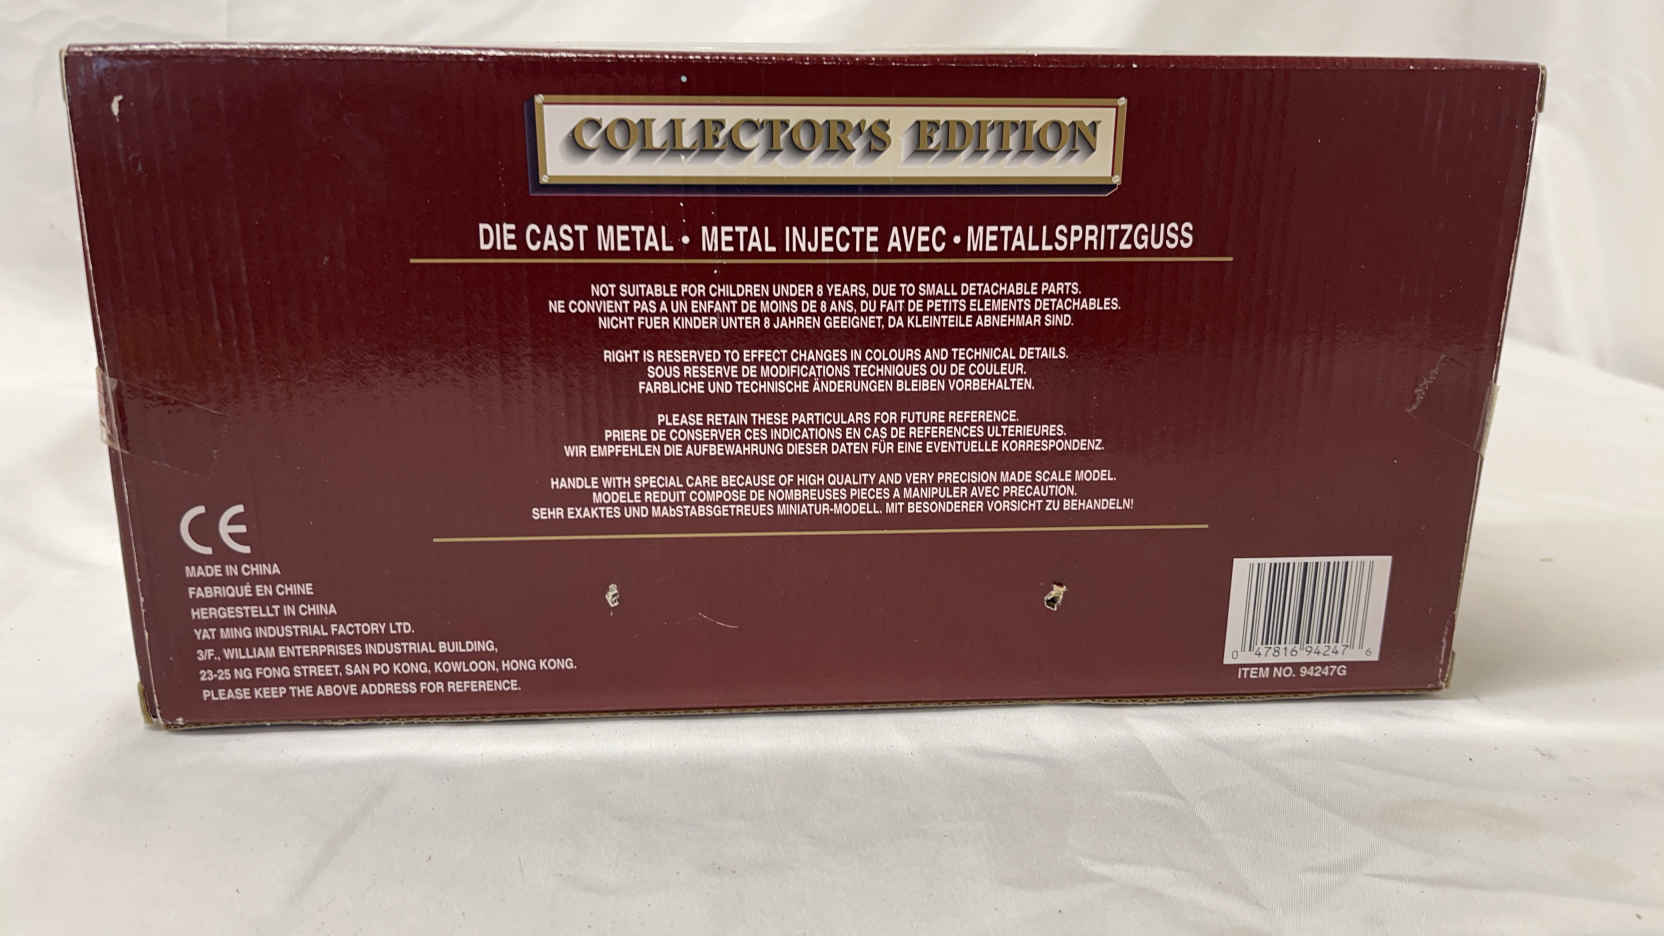 COLLECTOR'S EDITION
DIE CAST METAL • METAL INJECTE AVEC • METALLSPRITZGUSS
NOT SUITABLE FOR CHILDREN UNDER 8 YEARS, DUE TO SMALL DETACHABLE PARTS.
NE CONVIENT PAS A UN ENFANT DE MOINS DE 8 ANS, DU FAIT DE PETITS ELEMENTS DETACHABLES.
NICHT FUER KINDER UNTER 8 JAHREN GEEIGNET, DA KLEINTEILE ABNEHMAR SIND.
RIGHT IS RESERVED TO EFFECT CHANGES IN COLOURS AND TECHNICAL DETAILS.
SOUS RESERVE DE MODIFICATIONS TECHNIQUES OU DE COULEUR.
FARBLICHE UND TECHNISCHE ÄNDERUNGEN BLEIBEN VORBEHALTEN.
PLEASE RETAIN THESE PARTICULARS FOR FUTURE REFERENCE.
PRIERE DE CONSERVER CES INDICATIONS EN CAS DE REFERENCES ULTERIEURES.
WIR EMPFEHLEN DIE AUFBEWAHRUNG DIESER DATEN FÜR EINE EVENTUELLE KORRESPONDENZ.
HANDLE WITH SPECIAL CARE BECAUSE OF HIGH QUALITY AND VERY PRECISION MADE SCALE MODEL.
MODELE REDUIT COMPOSE DE NOMBREUSES PIECES A MANIPULER AVEC PRECAUTION.
SEHR EXAKTES UND MAbSTABSGETREUES MINIATUR-MODELL. MIT BESONDERER VORSICHT ZU BEHANDELN!
CE
MADE IN CHINA
FABRIQUÉ EN CHINE
HERGESTELLT IN CHINA
YAT MING INDUSTRIAL FACTORY LTD.
3/F., WILLIAM ENTERPRISES INDUSTRIAL BUILDING,
23-25 NG FONG STREET, SAN PO KONG, KOWLOON, HONG KONG.
PLEASE KEEP THE ABOVE ADDRESS FOR REFERENCE.
0 47816 94247 6
ITEM NO. 94247G